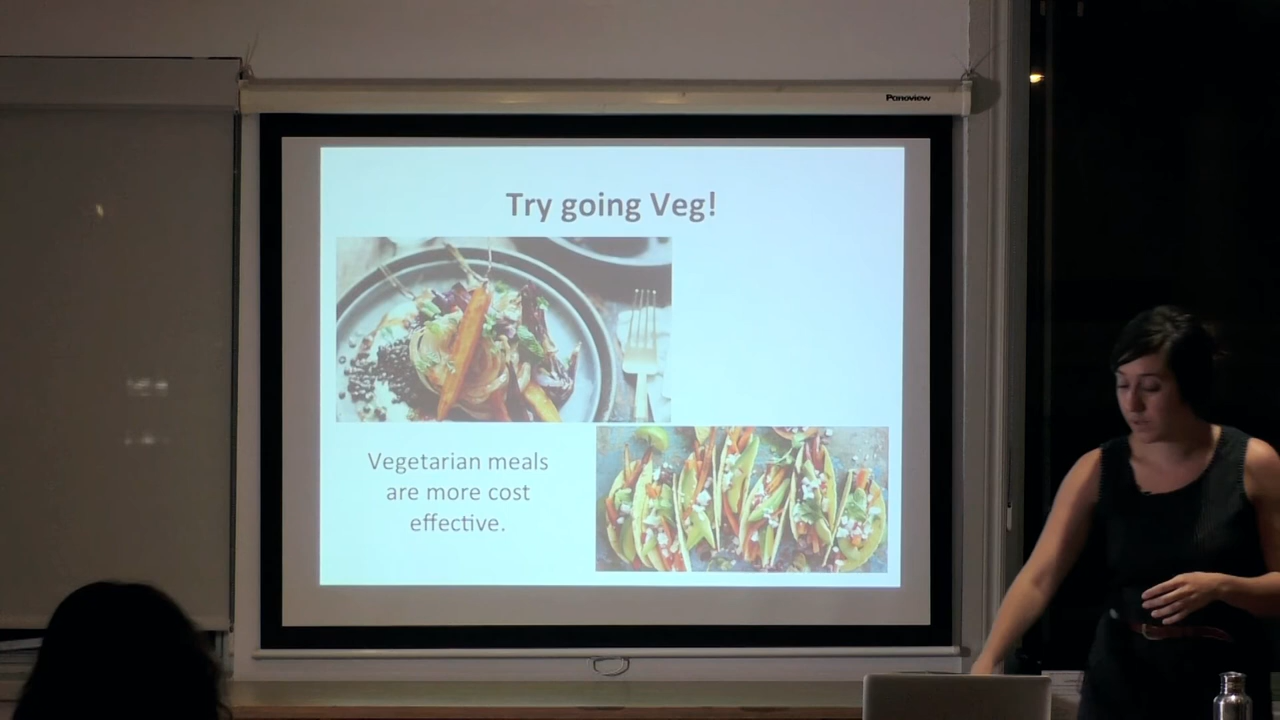 Panoview
Try going Veg!
Vegetarian meals
are more cost
effective.